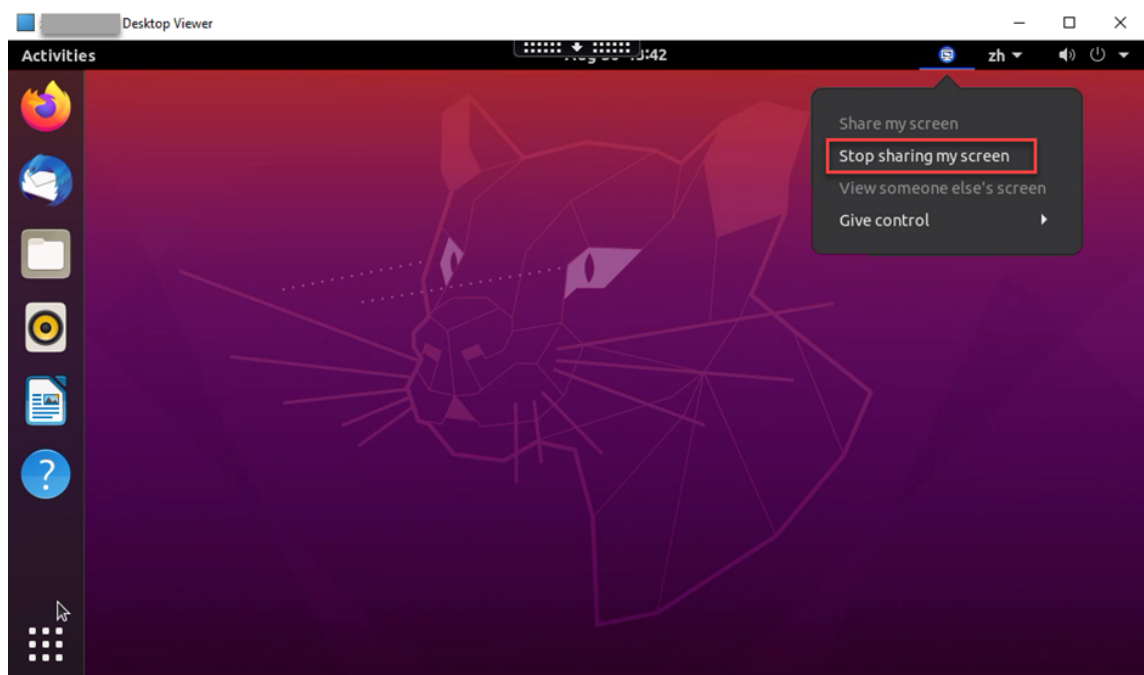 Desktop Viewer
Activities
:42
zh
Share my screen
Stop sharing my screen
View someone else's screen
Give control
?